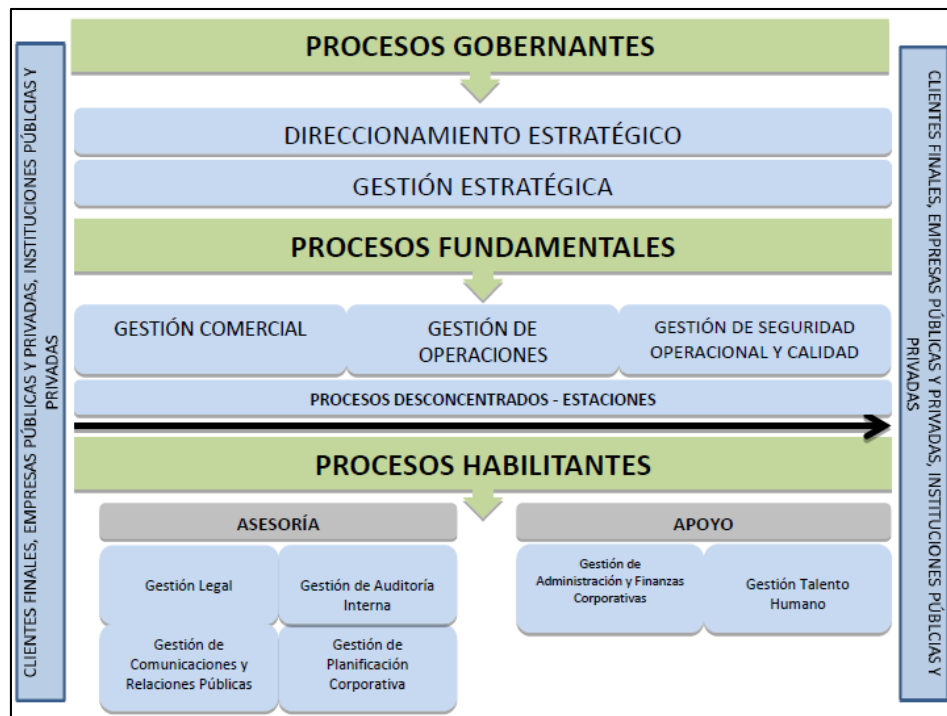 CLIENTES FINALES, EMPRESAS PÚBLICAS Y PRIVADAS, INSTITUCIONES PÚBLCIAS Y
PRIVADAS
PROCESOS GOBERNANTES
DIRECCIONAMIENTO ESTRATÉGICO
GESTIÓN ESTRATÉGICA
PROCESOS FUNDAMENTALES
GESTIÓN COMERCIAL
GESTIÓN DE
OPERACIONES
GESTIÓN DE SEGURIDAD
OPERACIONAL Y CALIDAD
PROCESOS DESCONCENTRADOS - ESTACIONES
PROCESOS HABILITANTES
ASESORÍA
Gestión Legal
Gestión de Auditoría
Interna
Gestión de
Comunicaciones y
Relaciones Públicas
Gestión de
Planificación
Corporativa
APOYO
Gestión de
Administración y Finanzas
Corporativas
Gestión Talento
Humano
CLIENTES FINALES, EMPRESAS PÚBLICAS Y PRIVADAS, INSTITUCIONES PÚBLCIAS Y
PRIVADAS